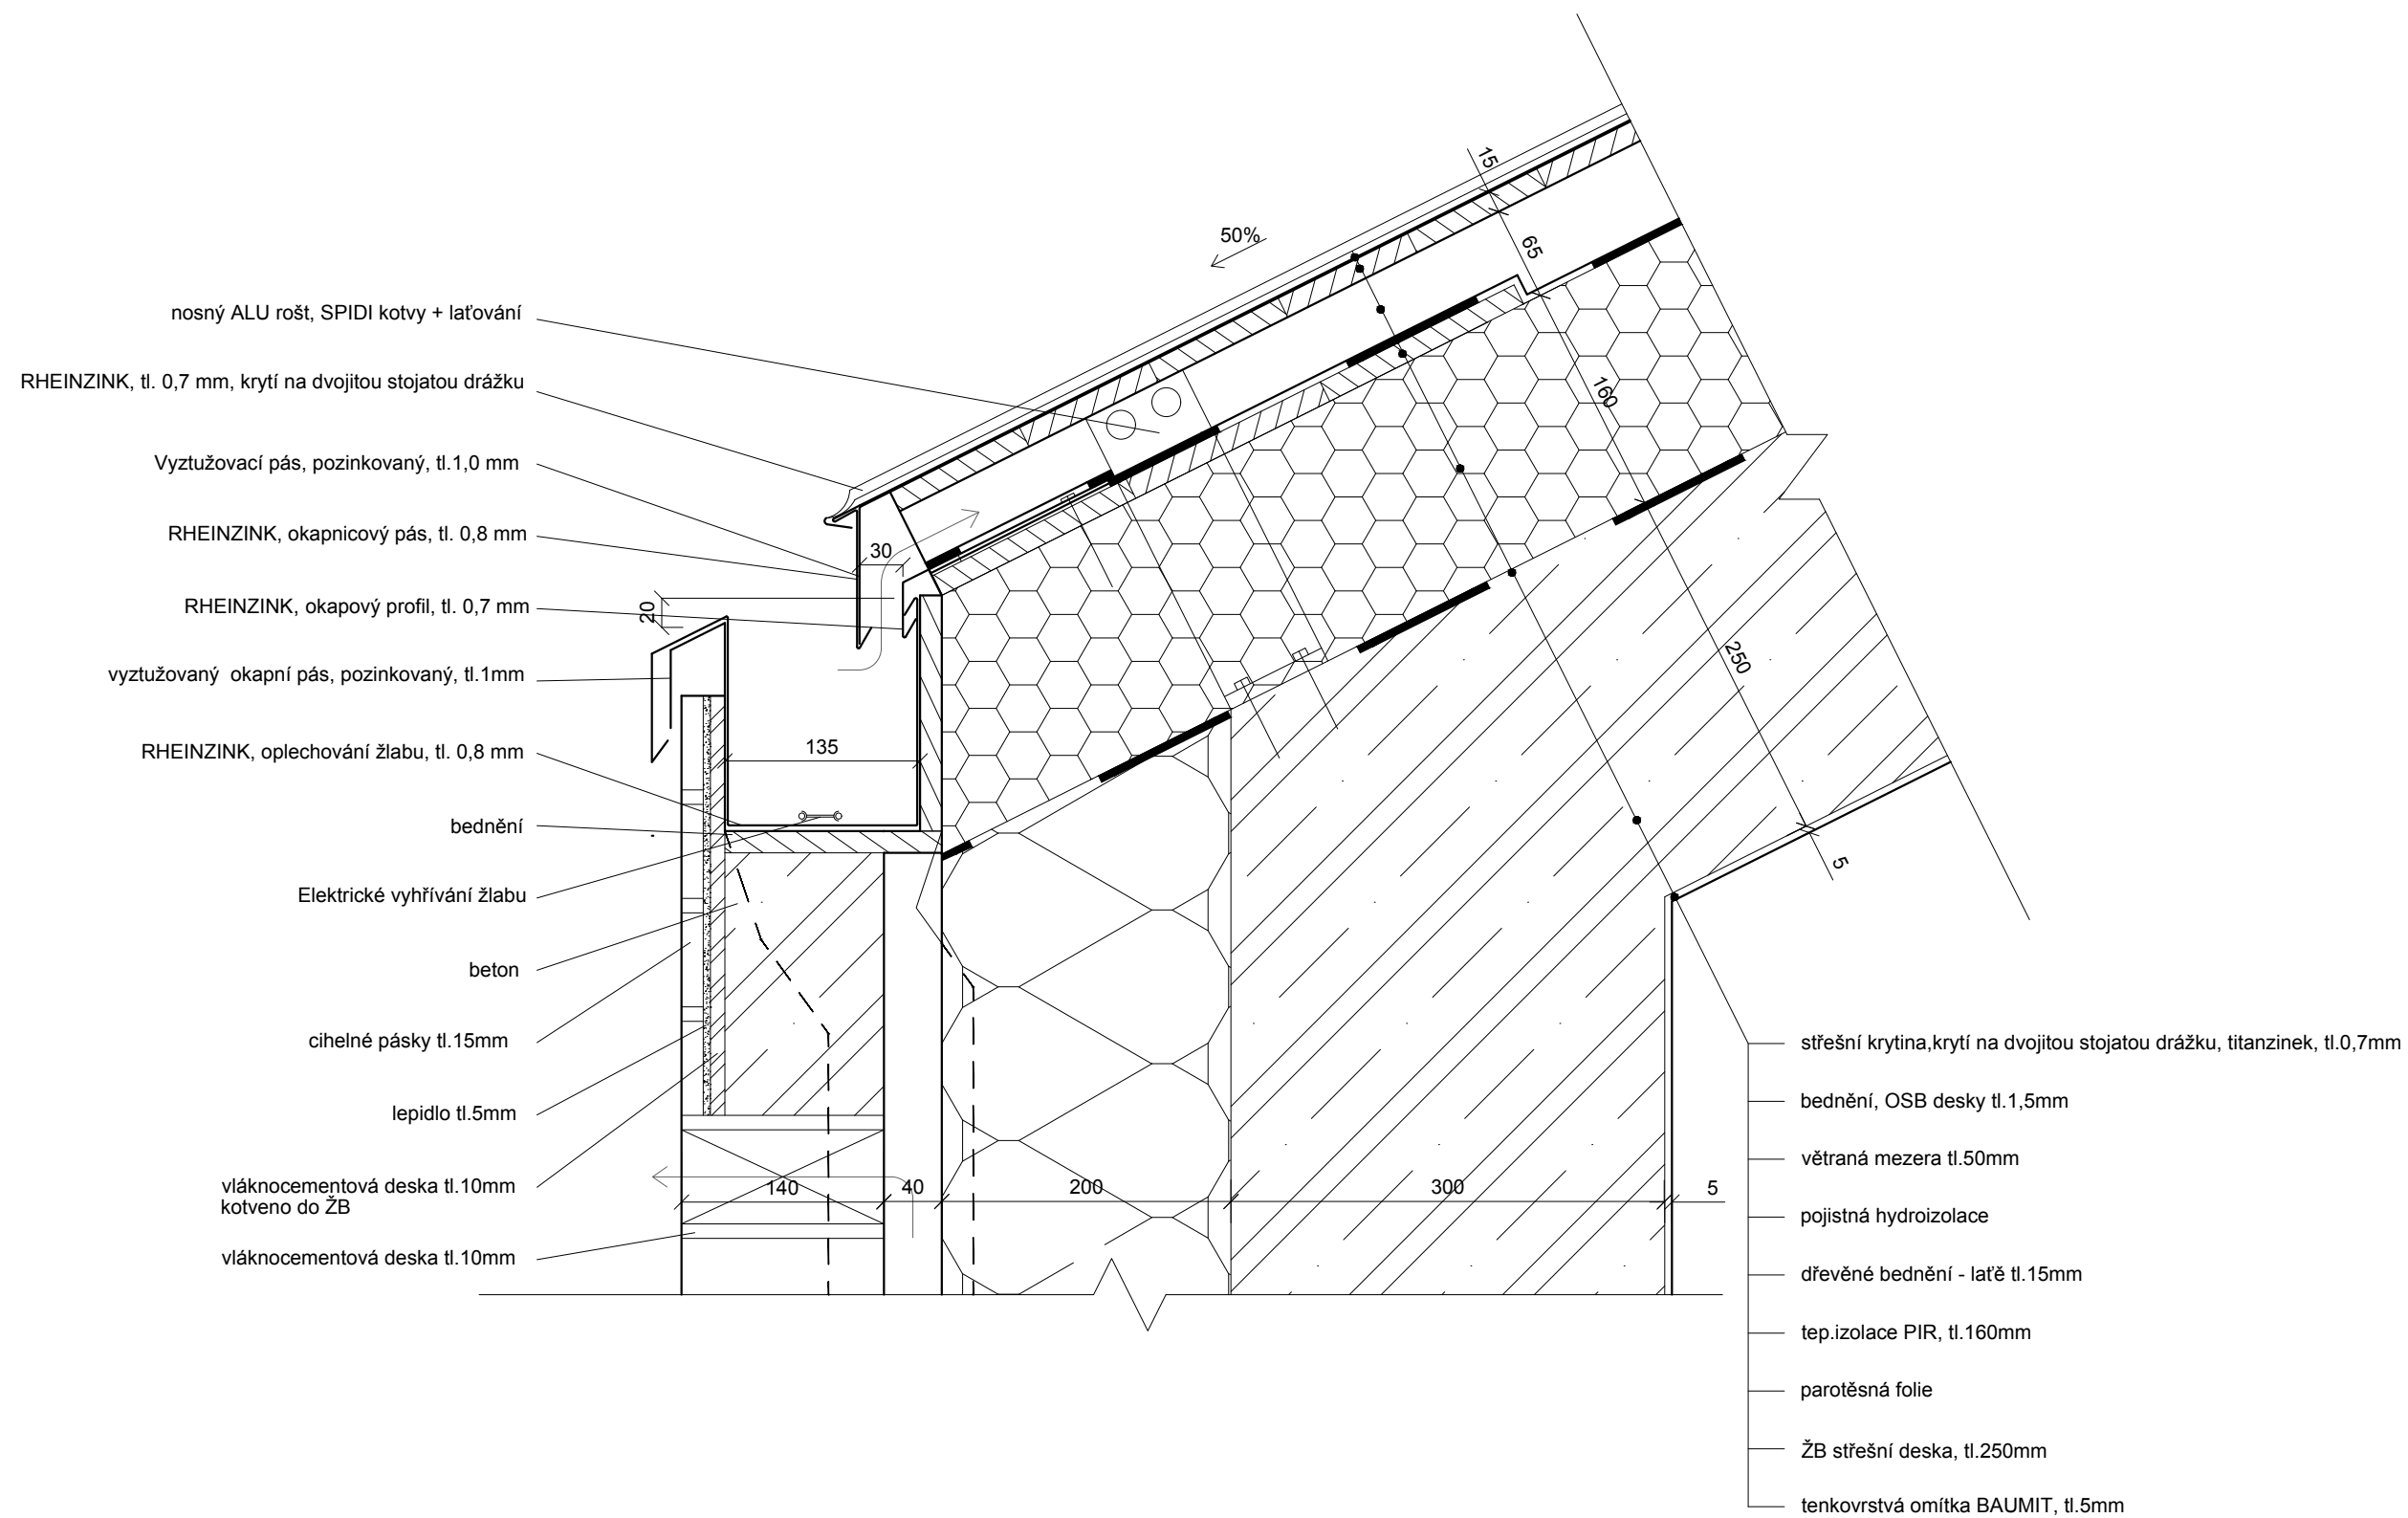 15
65
50%
nosný ALU rošt, SPIDI kotvy + laťování
RHEINZINK, tl. 0,7 mm, krytí na dvojitou stojatou drážku
160
Vyztužovací pás, pozinkovaný, tl.1,0 mm
RHEINZINK, okapnicový pás, tl. 0,8 mm
30
RHEINZINK, okapový profil, tl. 0,7 mm
20
vyztužovaný  okapní pás, pozinkovaný, tl.1mm
250
RHEINZINK, oplechování žlabu, tl. 0,8 mm
135
bednění
5
Elektrické vyhřívání žlabu
beton
cihelné pásky tl.15mm
lepidlo tl.5mm
vláknocementová deska tl.10mm
kotveno do ŽB
140
40
200
300
5
vláknocementová deska tl.10mm
střešní krytina,krytí na dvojitou stojatou drážku, titanzinek, tl.0,7mm
bednění, OSB desky tl.1,5mm
větraná mezera tl.50mm
pojistná hydroizolace
dřevěné bednění - latě tl.15mm
tep.izolace PIR, tl.160mm
parotěsná folie
ŽB střešní deska, tl.250mm
tenkovrstvá omítka BAUMIT, tl.5mm